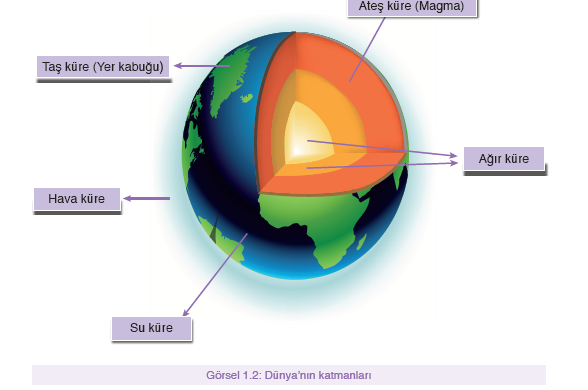 Ateş küre (Magma)
Taş küre (Yer kabuğu)
Ağır küre
Hava küre
Su küre
Görsel 1.2: Dünya'nın katmanları